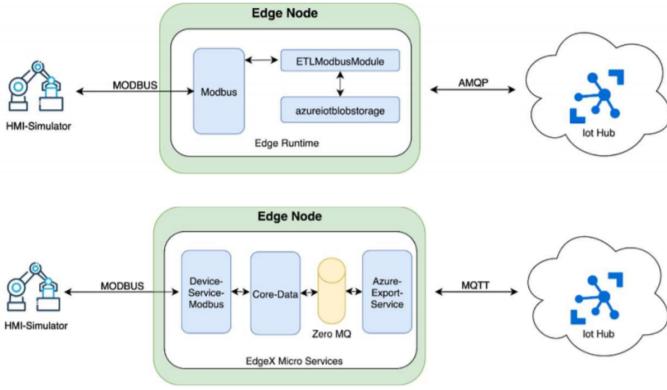 Edge Node
MODBUS
Modbus
ETLModbusModule
azureiotblobstorage
Edge Runtime
AMQP
HMI-Simulator
Iot Hub
Edge Node
MODBUS
Device-
Service-
Modbus
Core-Data
Zero MQ
Azure-
Export-
Service
EdgeX Micro Services
MQTT
HMI-Simulator
Iot Hub